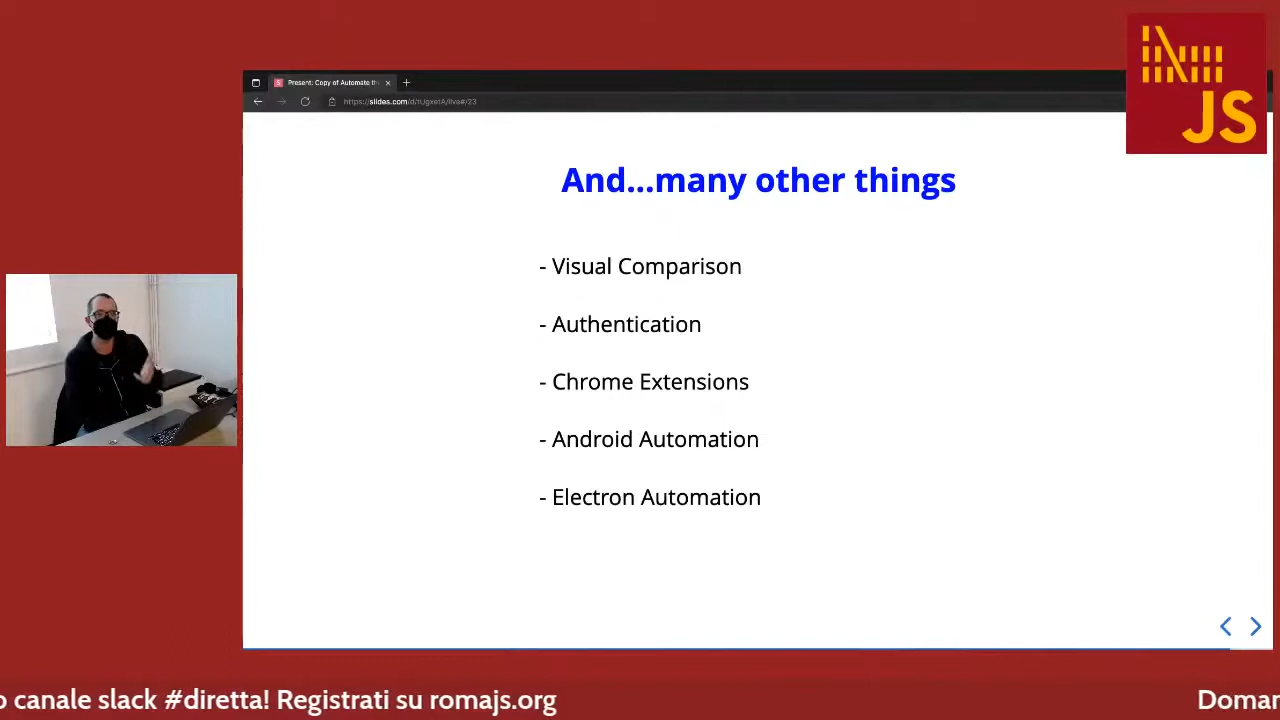 JS
Present: Copy of Automate th
https://slides.com/d/tUgxetA/live#/23
And...many other things
- Visual Comparison
- Authentication
- Chrome Extensions
- Android Automation
- Electron Automation
o canale slack #diretta! Registrati su romajs.org
Domar